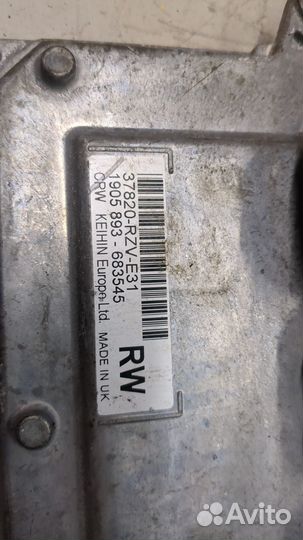 37820-RZV-E31
1905 893 - 683545
CRW KEIHIN Europe Ltd. MADE IN UK
RW
Avito